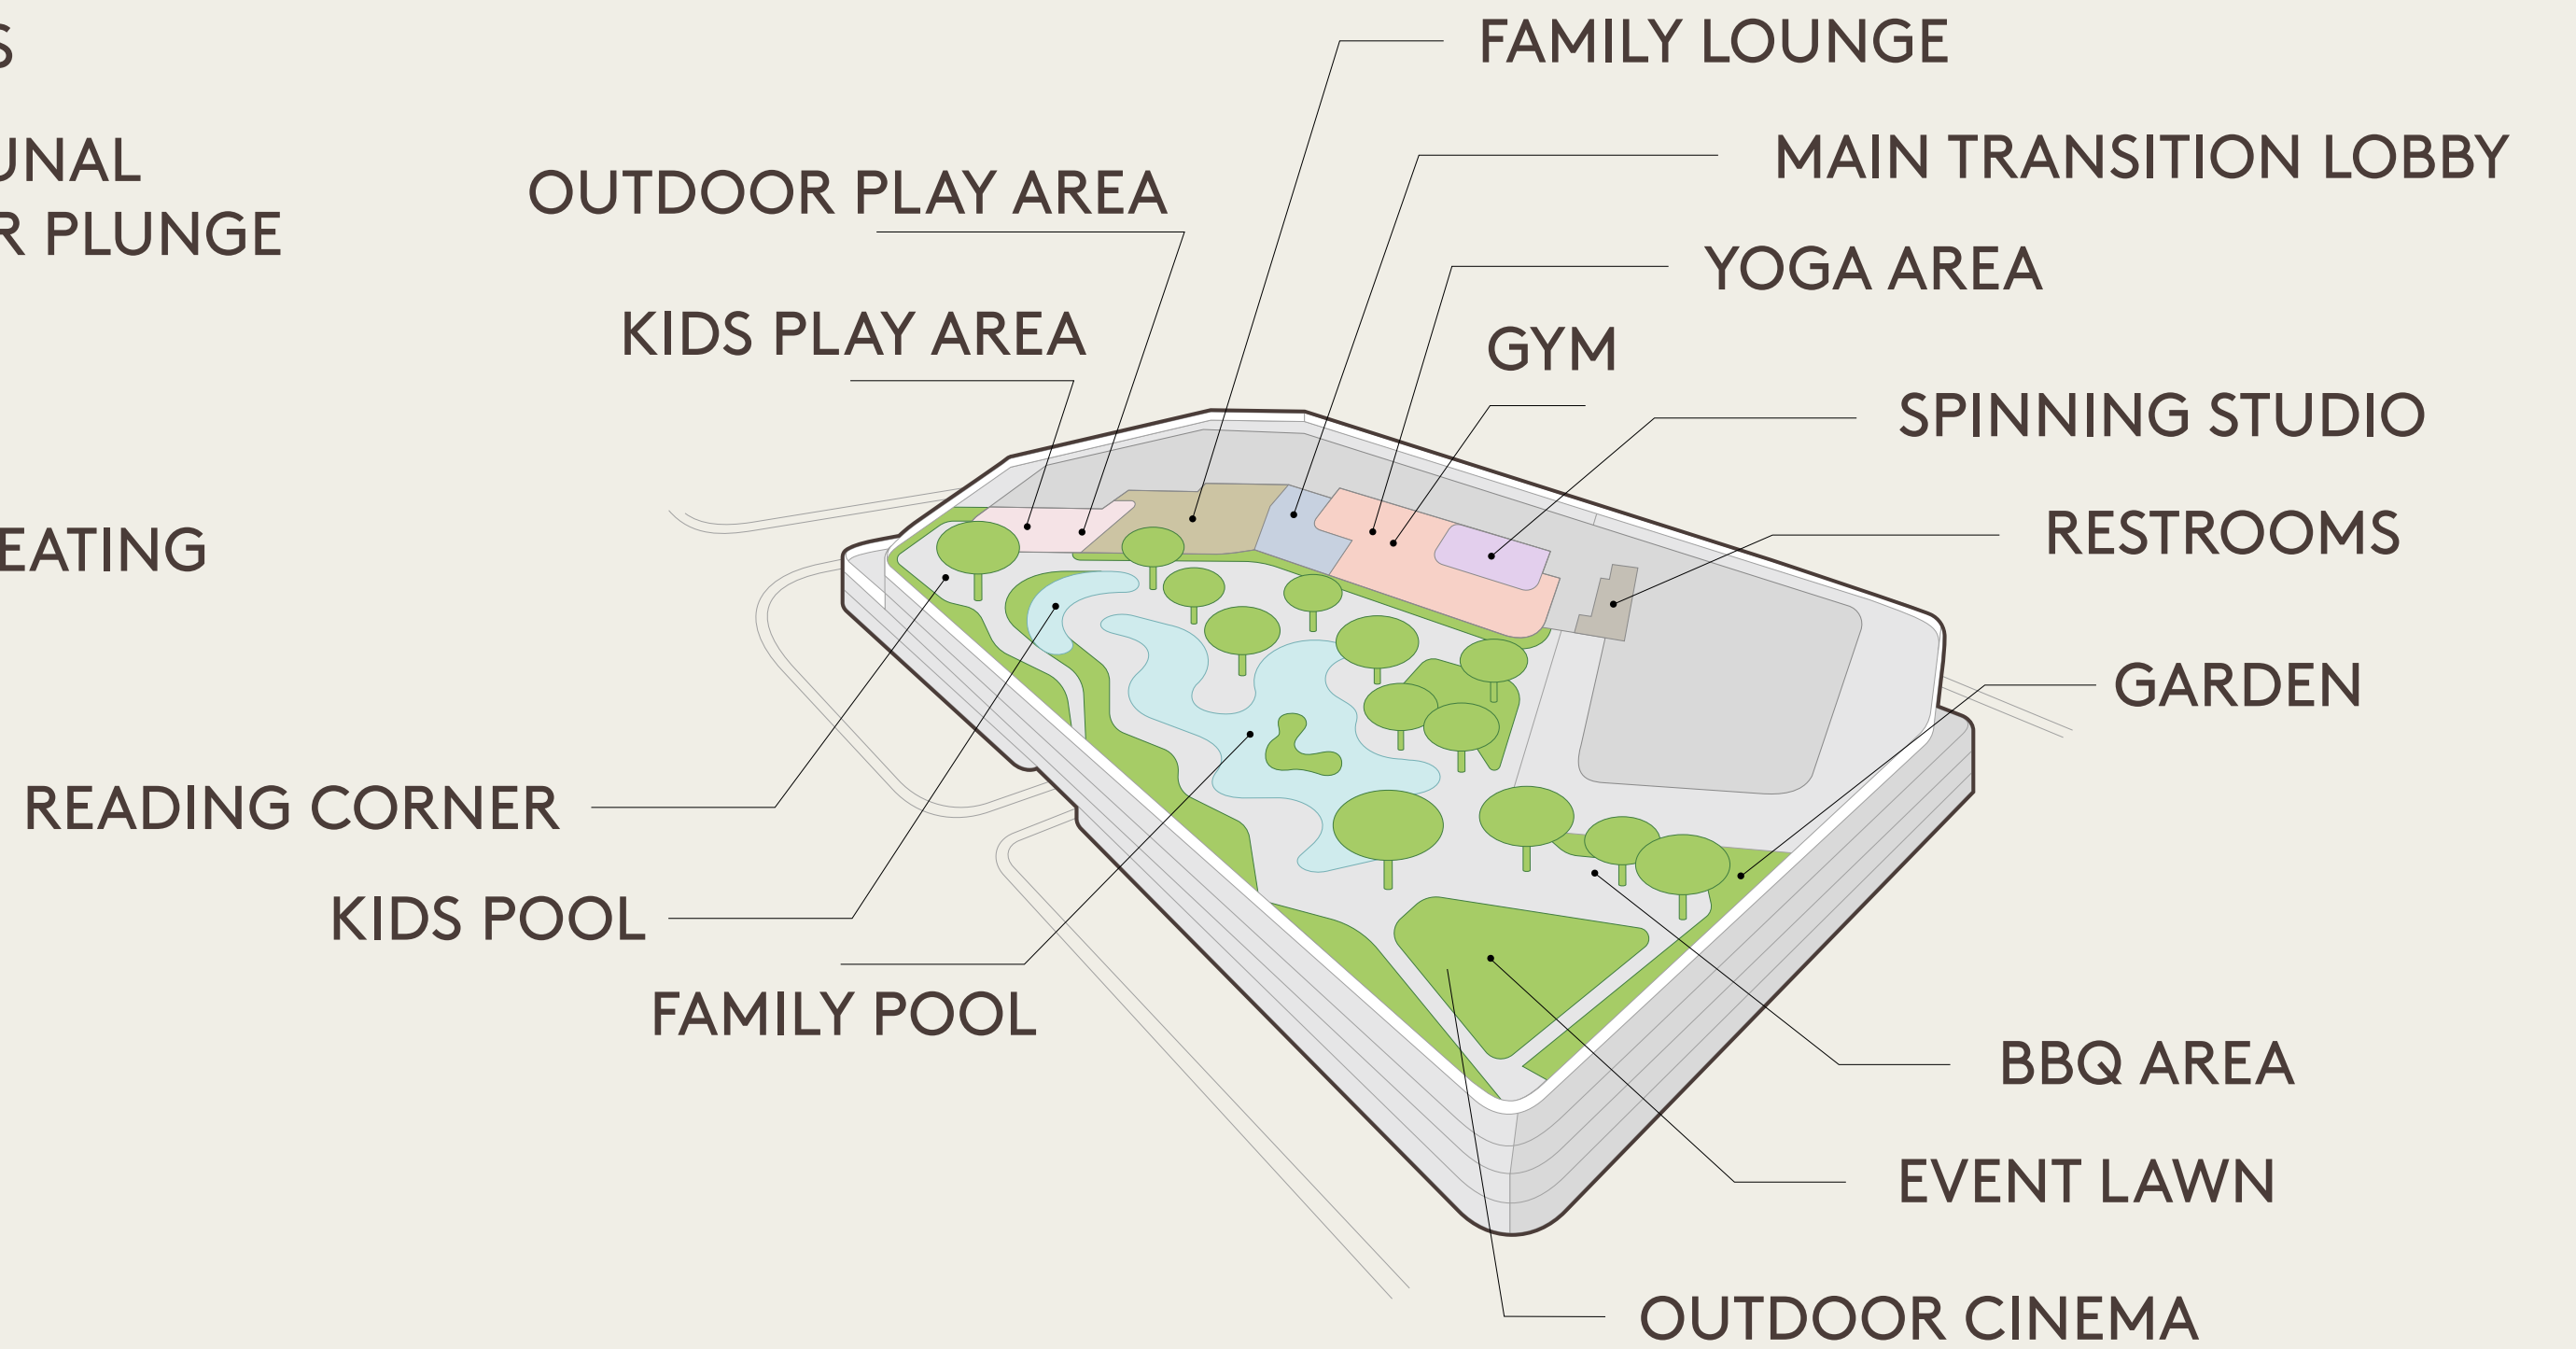 S
FAMILY LOUNGE
UNAL
MAIN TRANSITION LOBBY
OUTDOOR PLAY AREA
R PLUNGE
YOGA AREA
KIDS PLAY AREA
GYM
SPINNING STUDIO
EATING
RESTROOMS
GARDEN
READING CORNER
KIDS POOL
FAMILY POOL
BBQ AREA
EVENT LAWN
OUTDOOR CINEMA